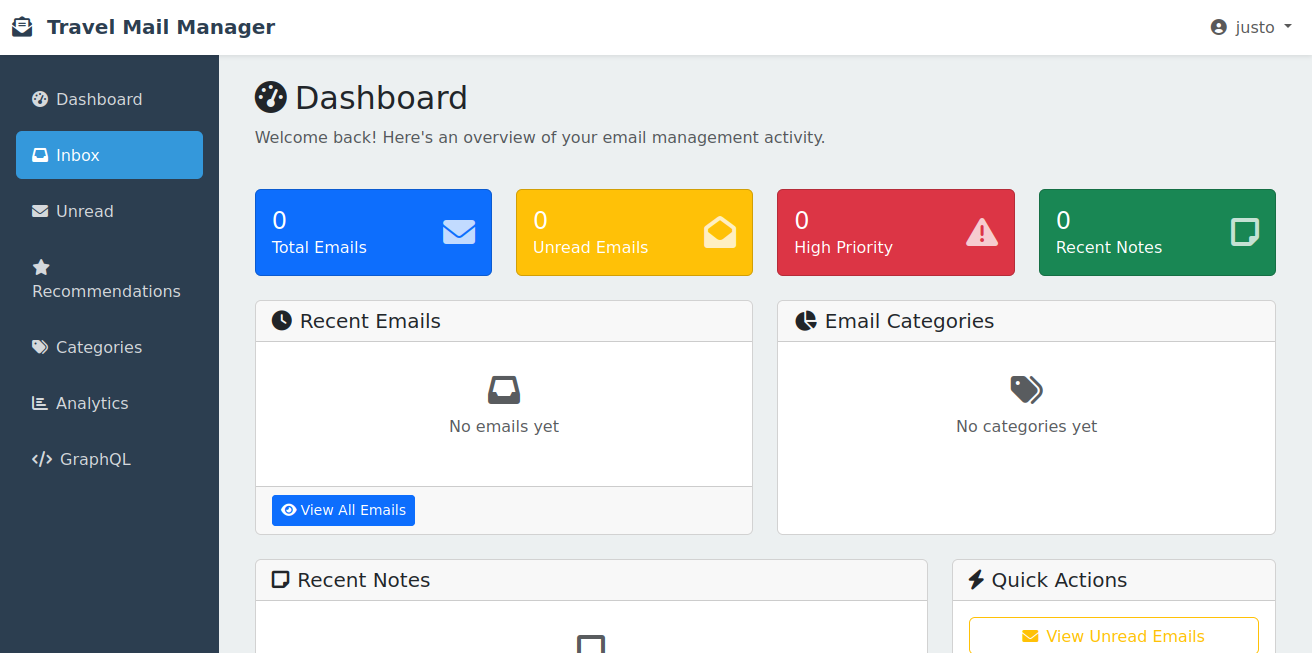 Travel Mail Manager
justo
Dashboard
Inbox
Unread
Recommendations
Categories
Analytics
GraphQL
Dashboard
Welcome back! Here's an overview of your email management activity.
0
Total Emails
0
Unread Emails
0
High Priority
0
Recent Notes
Recent Emails
No emails yet
View All Emails
Email Categories
No categories yet
Recent Notes
Quick Actions
View Unread Emails